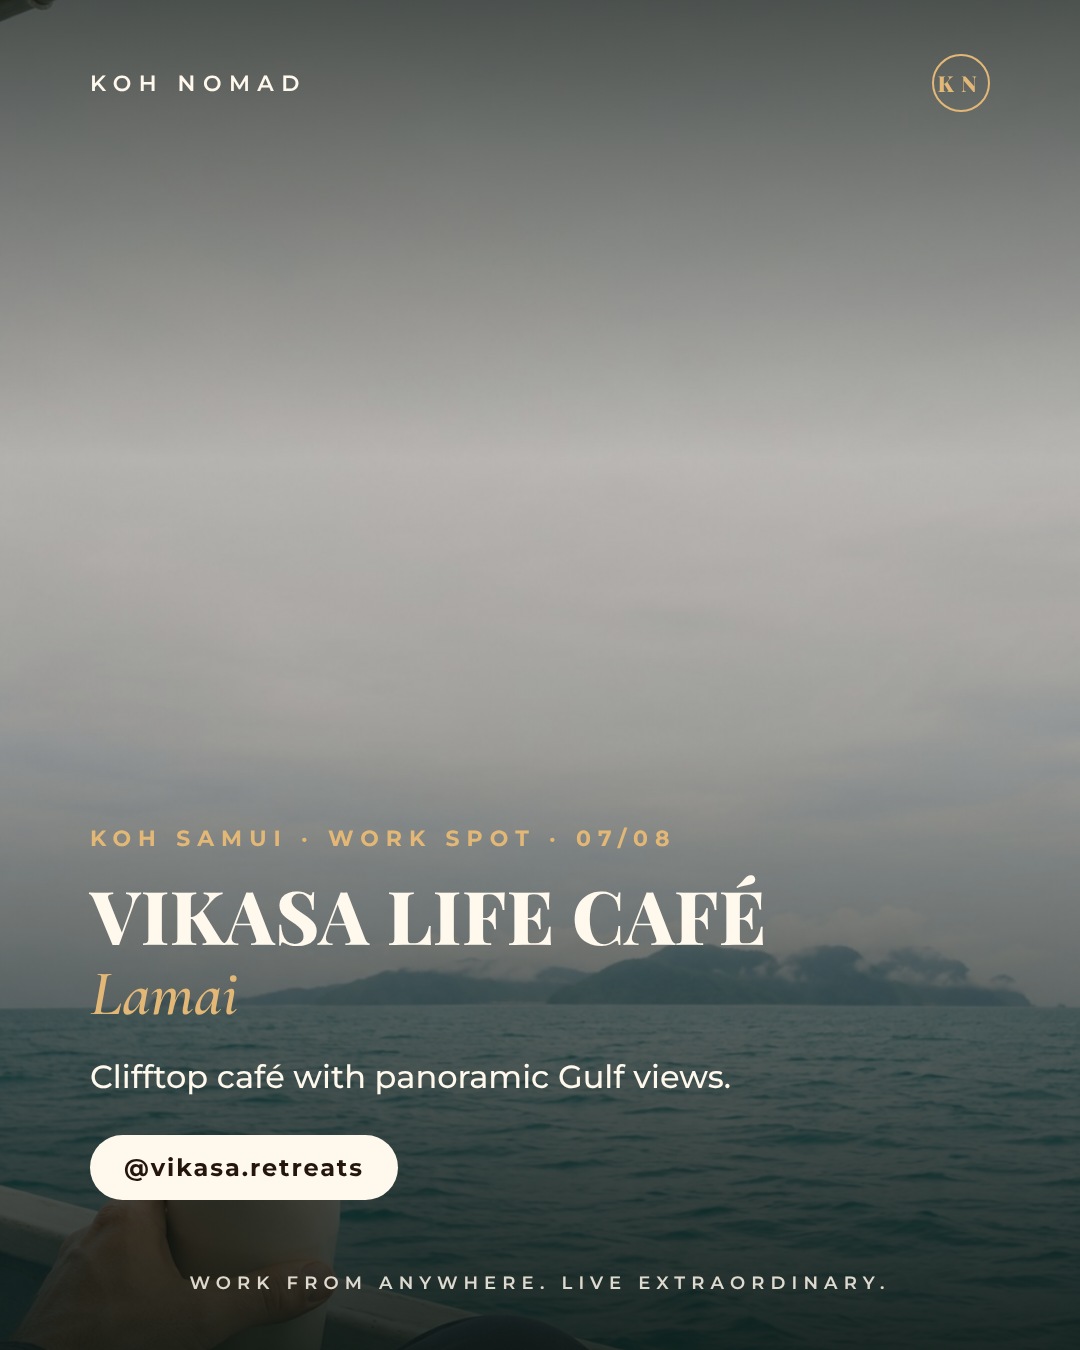 KOH NOMAD
KN
KOH SAMUI · WORK SPOT · 07/08
VIKASA LIFE CAFÉ
Lamai
Clifftop café with panoramic Gulf views.
@vikasa.retreats
WORK FROM ANYWHERE. LIVE EXTRAORDINARY.